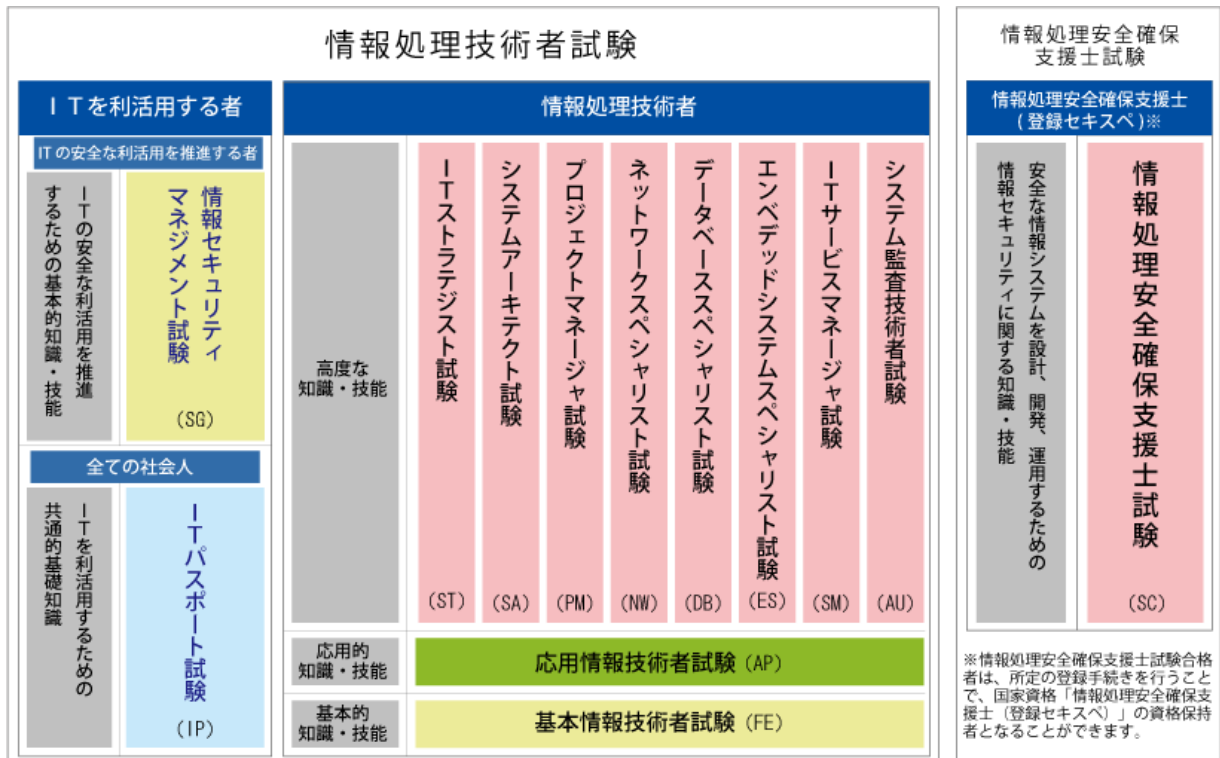 情報処理技術者試験
ITを利活用する者
ITの安全な利活用を推進する者
ITの安全な利活用を推進
するための基本的知識・技能
情報セキュリティ
マネジメント試験
(SG)
全ての社会人
ITを利活用するための
共通的基礎知識
ITパスポート試験
(IP)
情報処理技術者
高度な
知識・技能
ITストラテジスト試験
(ST)
システムアーキテクト試験
(SA)
プロジェクトマネージャ試験
(PM)
ネットワークスペシャリスト試験
(NW)
データベーススペシャリスト試験
(DB)
エンベデッドシステムスペシャリスト試験
(ES)
ITサービスマネージャ試験
(SM)
システム監査技術者試験
(AU)
応用的
知識・技能
応用情報技術者試験(AP)
基本的
知識・技能
基本情報技術者試験(FE)
情報処理安全確保
支援士試験
情報処理安全確保支援士
(登録セキスペ)※
安全な情報システムを設計、開発、運用するための
情報セキュリティに関する知識・技能
情報処理安全確保支援士試験
(SC)
※情報処理安全確保支援士試験合格
者は、所定の登録手続きを行うこと
で、国家資格「情報処理安全確保支
援士（登録セキスペ）」の資格保持
者となることができます。